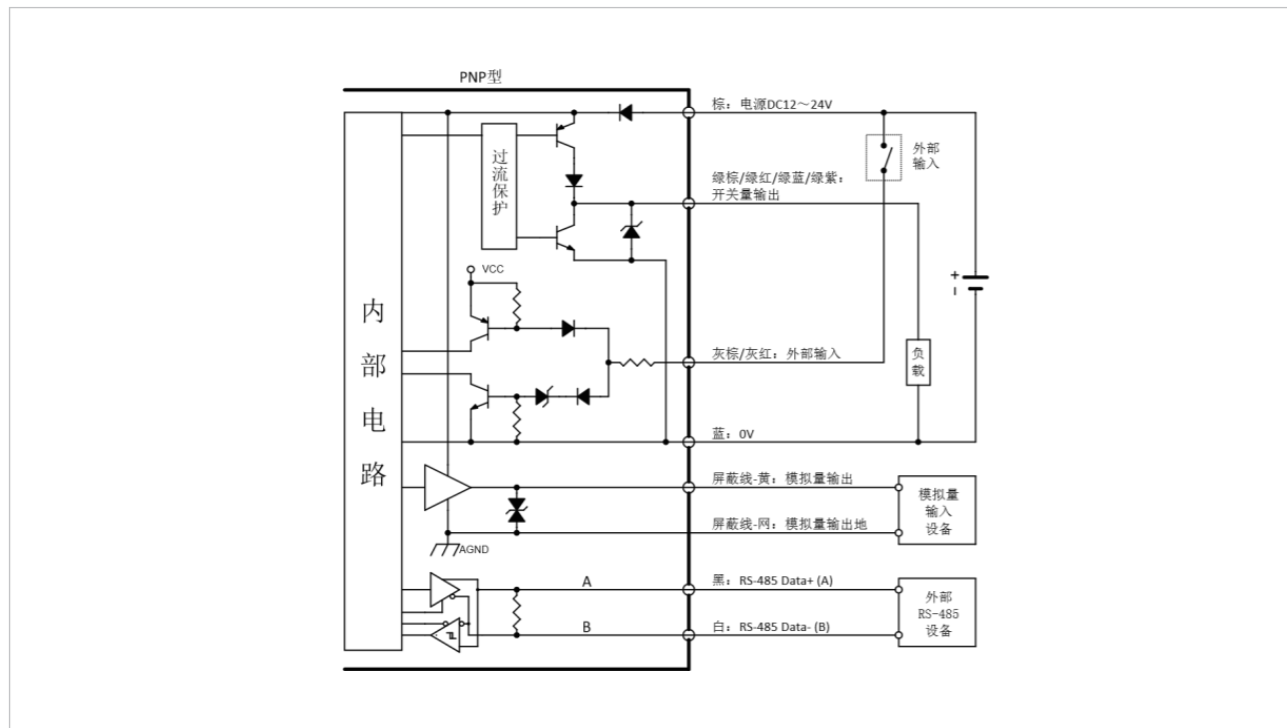 PNP型
棕：电源DC12～24V
外部
输入
过流保护
绿棕/绿红/绿蓝/绿紫：
开关量输出
VCC
+
-
内部电路
灰棕/灰红：外部输入
负载
蓝：0V
屏蔽线-黄：模拟量输出
模拟量
输入
设备
屏蔽线-网：模拟量输出地
AGND
A
黑：RS-485 Data+ (A)
外部
RS-485
设备
B
白：RS-485 Data- (B)